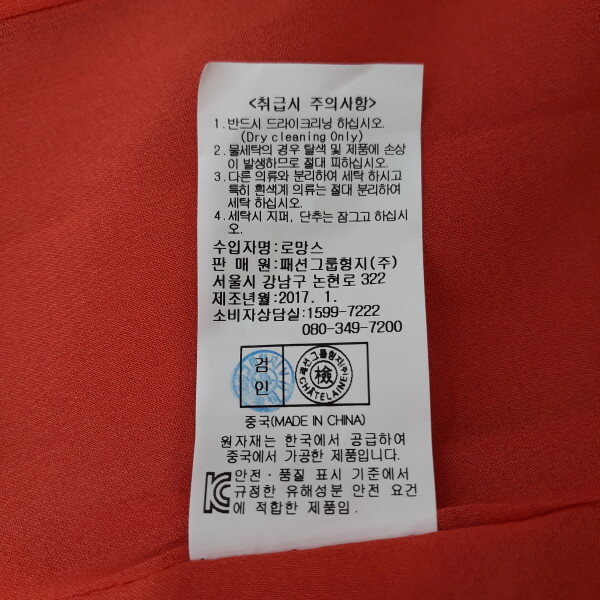 <취급시 주의사항>
1.반드시 드라이크리닝 하십시오.
(Dry cleaning Only)
2.물세탁의 경우 탈색 및 제품에 손상
이 발생하므로 절대 피하십시오.
3.다른 의류와 분리하여 세탁 하시고
특히 흰색계 의류는 절대 분리하여
세탁 하십시오.
4.세탁시 지퍼, 단추는 잠그고 하십시
오.
수입자명:로망스
판 매 원:패션그룹형지(주)
서울시 강남구 논현로 322
제조년월:2017. 1.
소비자상담실:1599-7222
080-349-7200
검
인
패션그룹형지(주)
檢
CHATELAINE
중국(MADE IN CHINA)
원자재는 한국에서 공급하여
중국에서 가공한 제품입니다.
안전·품질 표시 기준에서
규정한 유해성분 안전 요건
에 적합한 제품임.